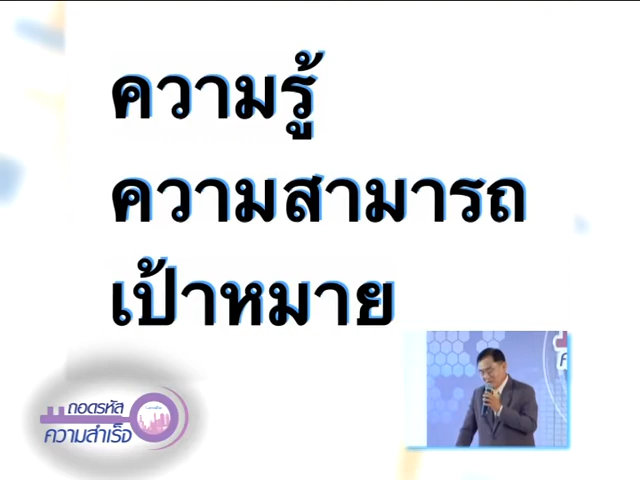 ความรู้
ความสามารถ
เป้าหมาย
ถอดรหัส
ความสำเร็จ